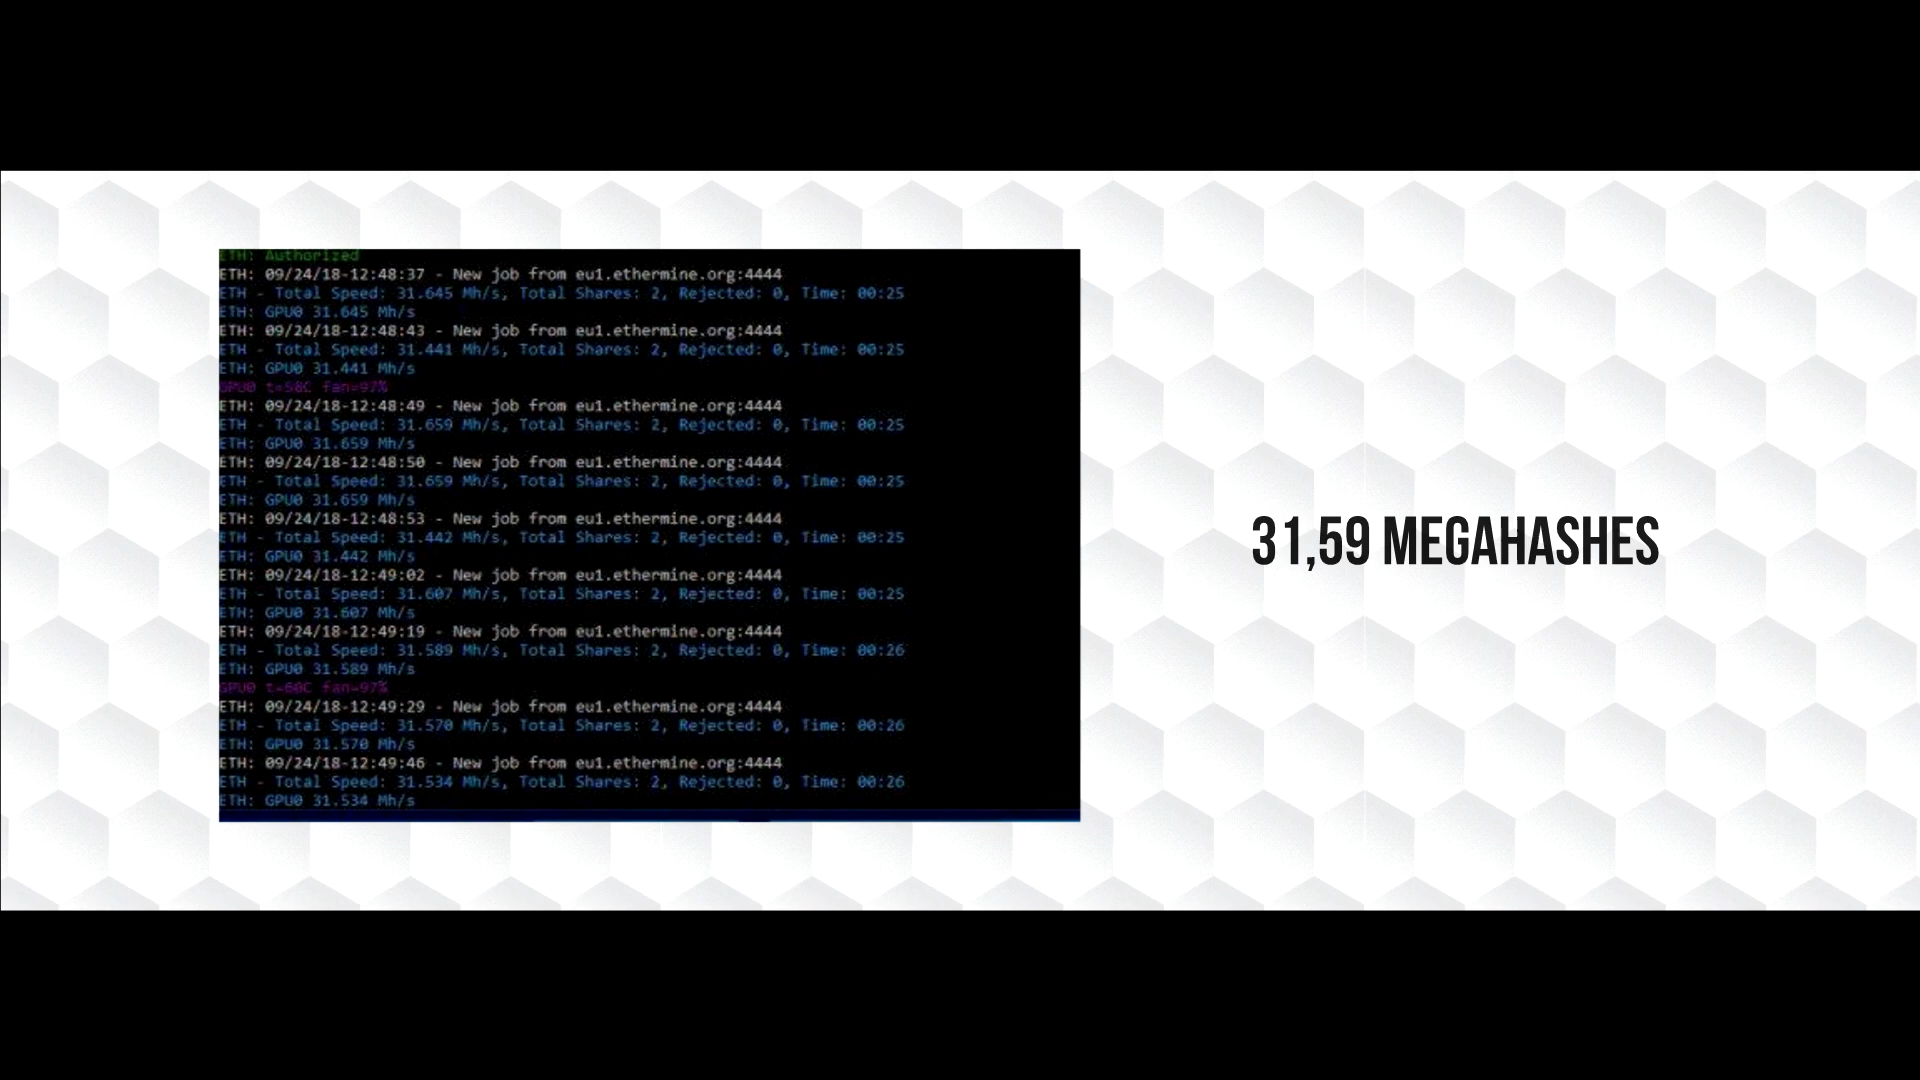 ETH: Authorized
ETH: 09/24/18-12:48:37 - New job from eu1.ethermine.org:4444
ETH - Total Speed: 31.645 Mh/s, Total Shares: 2, Rejected: 0, Time: 00:25
ETH: GPU0 31.645 Mh/s
ETH: 09/24/18-12:48:43 - New job from eu1.ethermine.org:4444
ETH - Total Speed: 31.441 Mh/s, Total Shares: 2, Rejected: 0, Time: 00:25
ETH: GPU0 31.441 Mh/s
GPU0 t=58C fan=97%
ETH: 09/24/18-12:48:49 - New job from eu1.ethermine.org:4444
ETH - Total Speed: 31.659 Mh/s, Total Shares: 2, Rejected: 0, Time: 00:25
ETH: GPU0 31.659 Mh/s
ETH: 09/24/18-12:48:50 - New job from eu1.ethermine.org:4444
ETH - Total Speed: 31.659 Mh/s, Total Shares: 2, Rejected: 0, Time: 00:25
ETH: GPU0 31.659 Mh/s
ETH: 09/24/18-12:48:53 - New job from eu1.ethermine.org:4444
ETH - Total Speed: 31.442 Mh/s, Total Shares: 2, Rejected: 0, Time: 00:25
ETH: GPU0 31.442 Mh/s
ETH: 09/24/18-12:49:02 - New job from eu1.ethermine.org:4444
ETH - Total Speed: 31.607 Mh/s, Total Shares: 2, Rejected: 0, Time: 00:25
ETH: GPU0 31.607 Mh/s
ETH: 09/24/18-12:49:19 - New job from eu1.ethermine.org:4444
ETH - Total Speed: 31.589 Mh/s, Total Shares: 2, Rejected: 0, Time: 00:26
ETH: GPU0 31.589 Mh/s
GPU0 t=60C fan=97%
ETH: 09/24/18-12:49:29 - New job from eu1.ethermine.org:4444
ETH - Total Speed: 31.570 Mh/s, Total Shares: 2, Rejected: 0, Time: 00:26
ETH: GPU0 31.570 Mh/s
ETH: 09/24/18-12:49:46 - New job from eu1.ethermine.org:4444
ETH - Total Speed: 31.534 Mh/s, Total Shares: 2, Rejected: 0, Time: 00:26
ETH: GPU0 31.534 Mh/s
31,59 MEGAHASHES